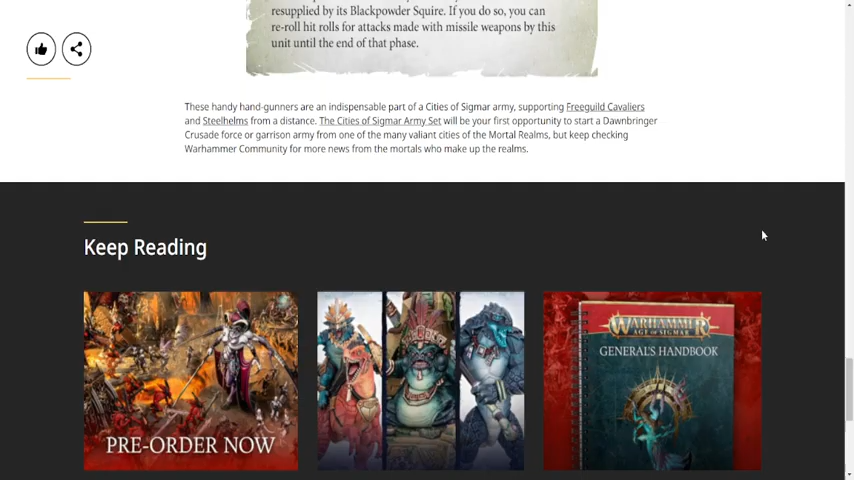 resupplied by its Blackpowder Squire. If you do so, you can
re-roll hit rolls for attacks made with missile weapons by this
unit until the end of that phase.
These handy hand-gunners are an indispensable part of a Cities of Sigmar army, supporting Freeguild Cavaliers
and Steelhelms from a distance. The Cities of Sigmar Army Set will be your first opportunity to start a Dawnbringer
Crusade force or garrison army from one of the many valiant cities of the Mortal Realms, but keep checking
Warhammer Community for more news from the mortals who make up the realms.
Keep Reading
PRE-ORDER NOW
WARHAMMER
AGE OF SIGMAR
GENERAL'S HANDBOOK